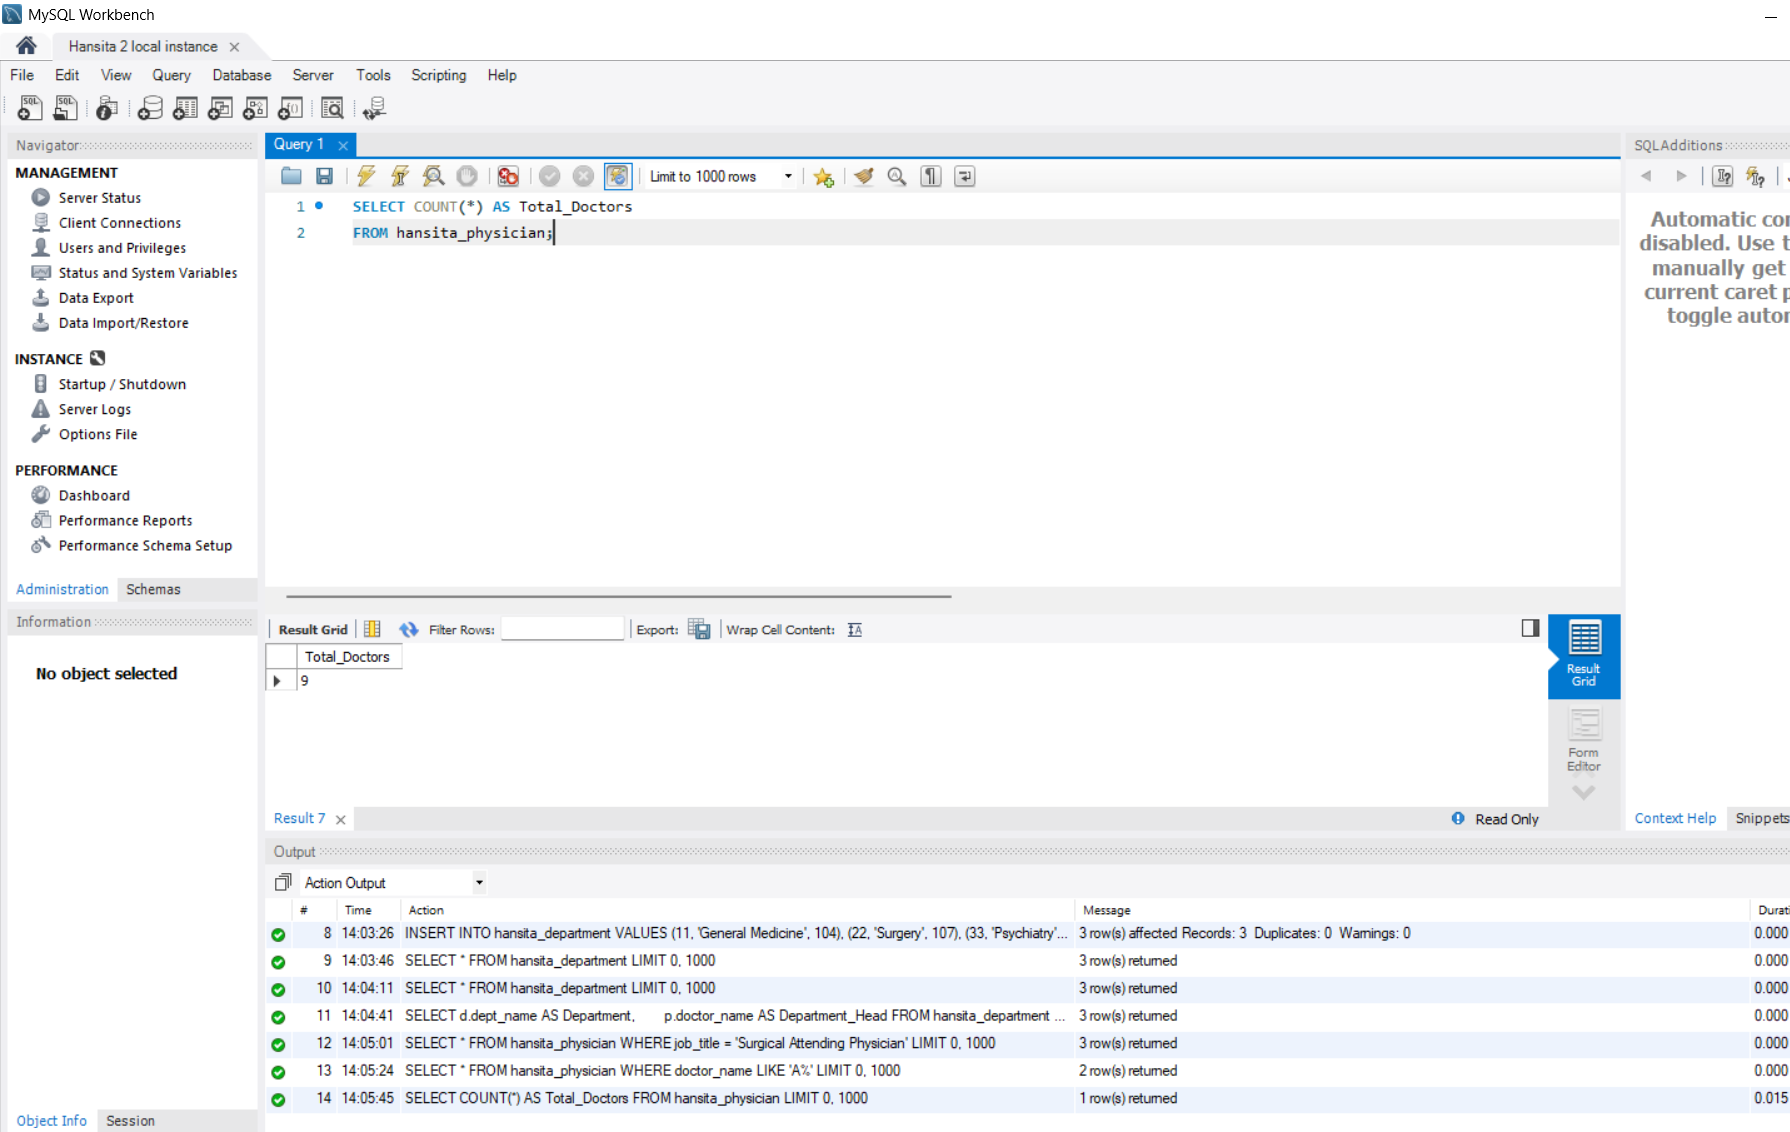 MySQL Workbench
Hansita 2 local instance
File Edit View Query Database Server Tools Scripting Help
Navigator
MANAGEMENT
Server Status
Client Connections
Users and Privileges
Status and System Variables
Data Export
Data Import/Restore
INSTANCE
Startup / Shutdown
Server Logs
Options File
PERFORMANCE
Dashboard
Performance Reports
Performance Schema Setup
Administration Schemas
Information
No object selected
Object Info Session
Query 1
Limit to 1000 rows
1 SELECT COUNT(*) AS Total_Doctors
2 FROM hansita_physician;
Result Grid Filter Rows: Export: Wrap Cell Content:
Total_Doctors
9
Result Grid
Form Editor
Result 7 Read Only
SQLAdditions
Automatic con
disabled. Use t
manually get
current caret p
toggle autor
Context Help Snippets
Output
Action Output
# Time Action Message Durati
8 14:03:26 INSERT INTO hansita_department VALUES (11, 'General Medicine', 104), (22, 'Surgery', 107), (33, 'Psychiatry'... 3 row(s) affected Records: 3 Duplicates: 0 Warnings: 0 0.000
9 14:03:46 SELECT * FROM hansita_department LIMIT 0, 1000 3 row(s) returned 0.000
10 14:04:11 SELECT * FROM hansita_department LIMIT 0, 1000 3 row(s) returned 0.000
11 14:04:41 SELECT d.dept_name AS Department, p.doctor_name AS Department_Head FROM hansita_department ... 3 row(s) returned 0.000
12 14:05:01 SELECT * FROM hansita_physician WHERE job_title = 'Surgical Attending Physician' LIMIT 0, 1000 3 row(s) returned 0.000
13 14:05:24 SELECT * FROM hansita_physician WHERE doctor_name LIKE 'A%' LIMIT 0, 1000 2 row(s) returned 0.000
14 14:05:45 SELECT COUNT(*) AS Total_Doctors FROM hansita_physician LIMIT 0, 1000 1 row(s) returned 0.015